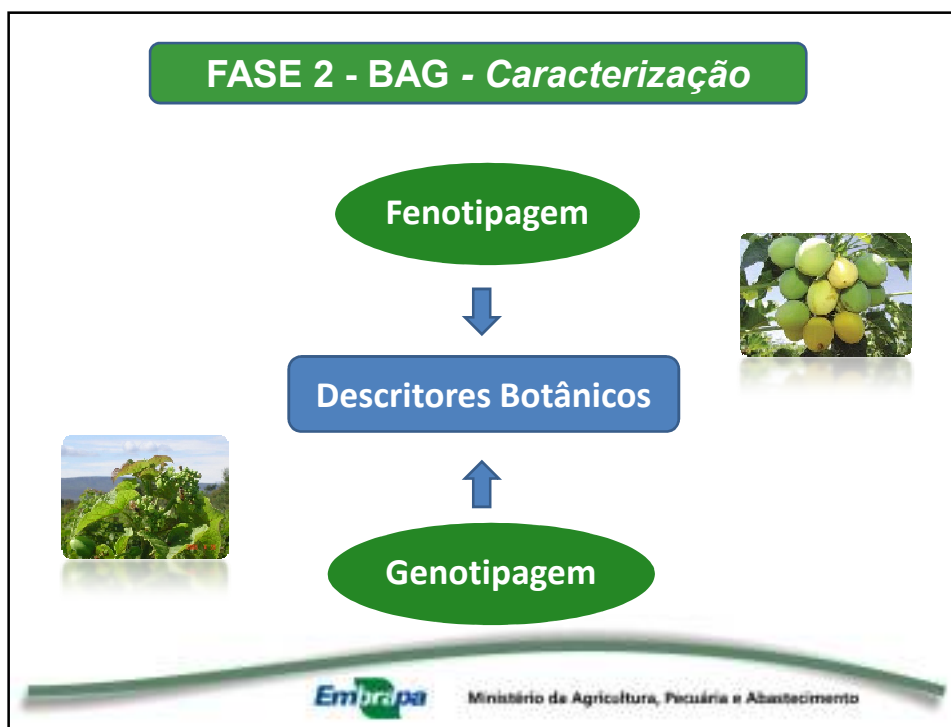 FASE 2 - BAG - Caracterização
Fenotipagem
Descritores Botânicos
Genotipagem
Embrapa
Ministério da Agricultura, Pecuária e Abastecimento